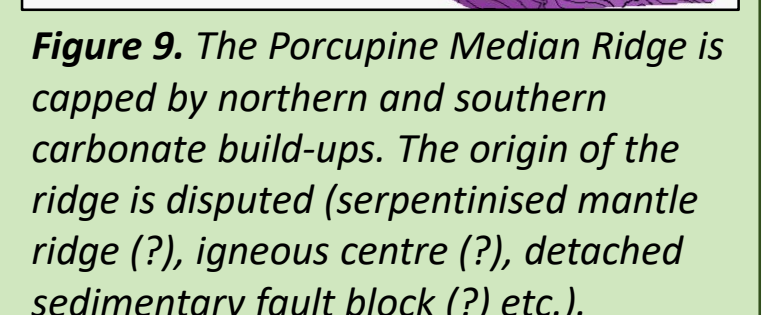 Figure 9. The Porcupine Median Ridge is
capped by northern and southern
carbonate build-ups. The origin of the
ridge is disputed (serpentinised mantle
ridge (?), igneous centre (?), detached
sedimentary fault block (?) etc.).